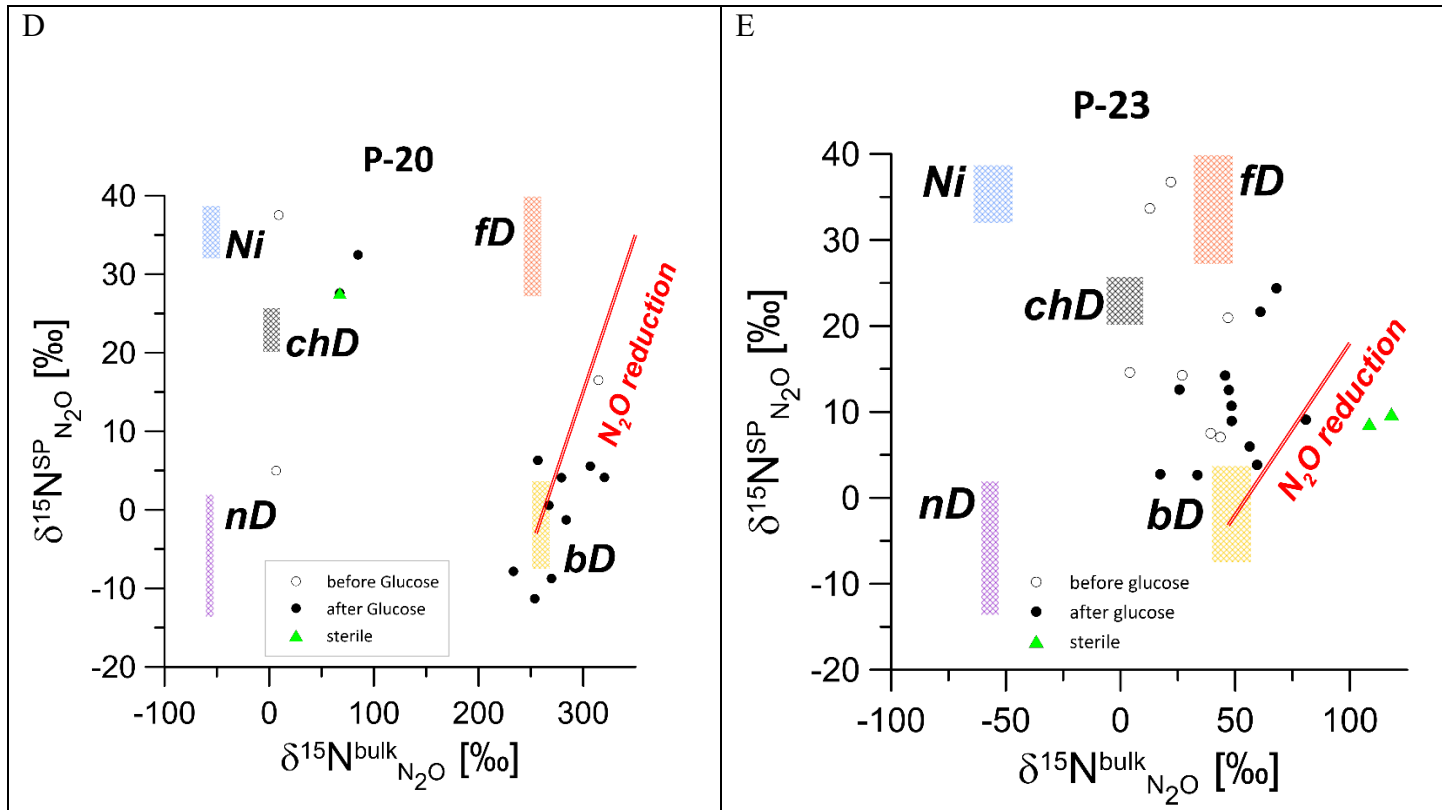 D
P-20
40
30
20
10
0
-10
-20
-100
0
100
200
300
δ15NSPN2O [‰]
δ15NbulkN2O [‰]
Ni
chD
nD
fD
bD
N2O reduction
before Glucose
after Glucose
sterile
E
P-23
40
30
20
10
0
-10
-20
-100
-50
0
50
100
δ15NSPN2O [‰]
δ15NbulkN2O [‰]
Ni
chD
nD
fD
bD
N2O reduction
before glucose
after glucose
sterile